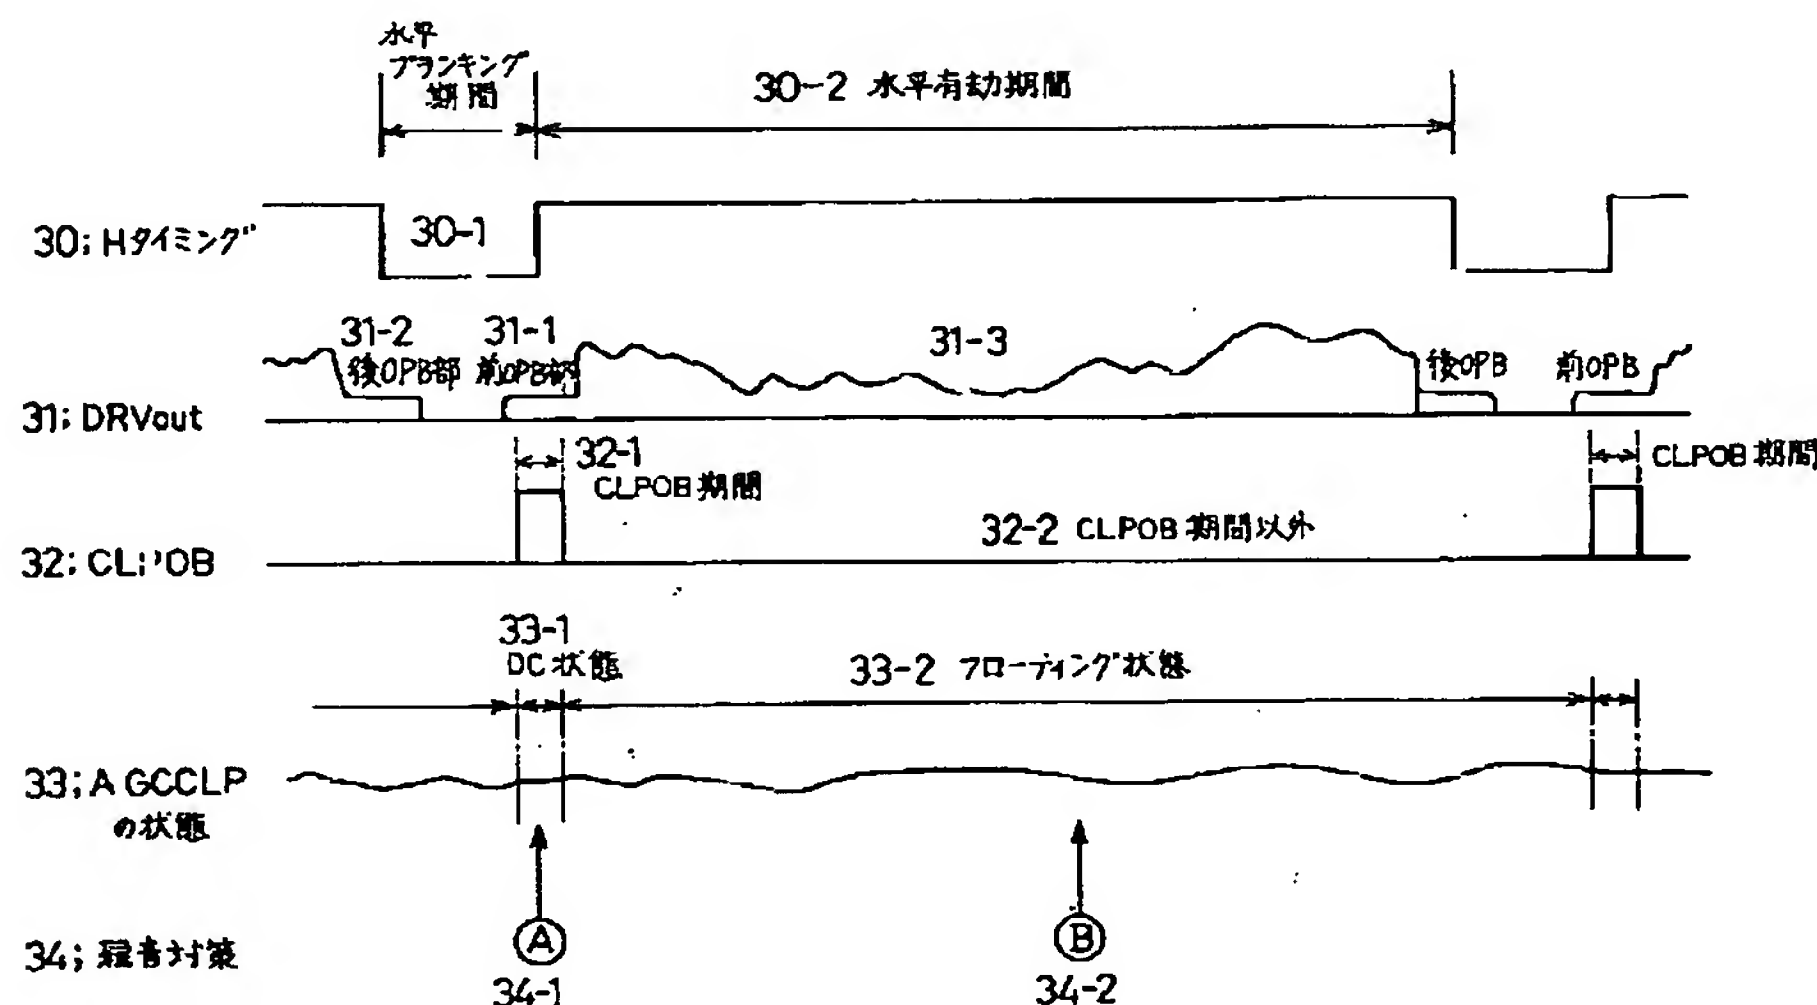 水平
ブランキング
期間
30-2 水平有効期間
30; Hタイミング
30-1
31-2
後OPB部
31-1
前OPB部
31-3
後OPB
前OPB
31; DRVout
32-1
CLPOB期間
CLPOB期間
32-2 CLPOB期間以外
32; CLPOB
33-1
DC状態
33-2 フローティング状態
33; AGCCLP
の状態
A
B
34;
対策
34-1
34-2